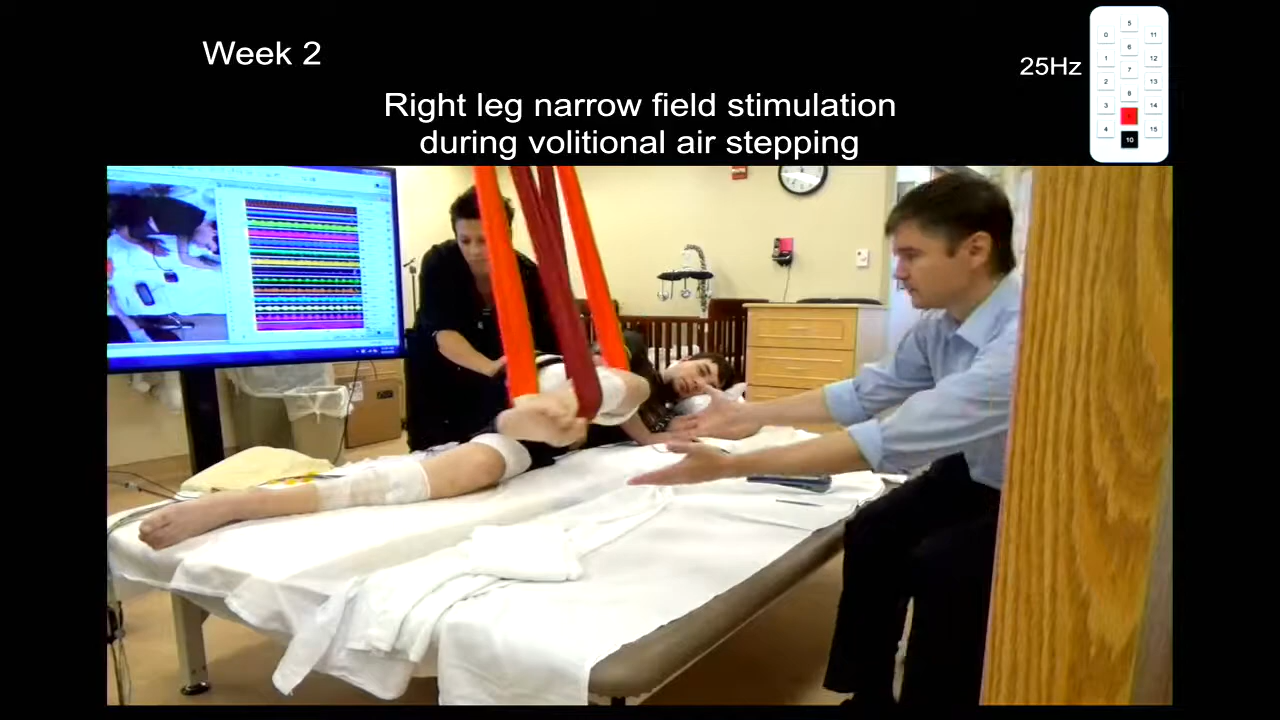 Week 2
25Hz
Right leg narrow field stimulation
during volitional air stepping
5
0 11
6
1 12
7
2 13
8
3 14
4 15
10